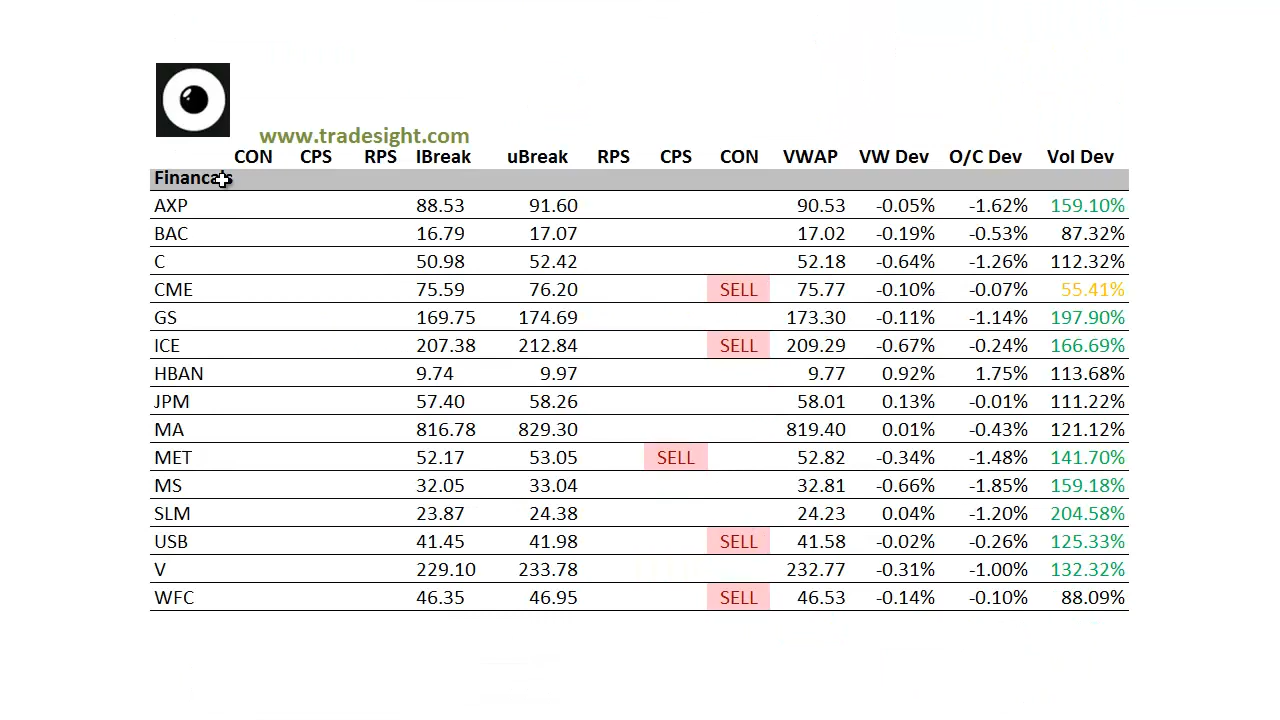 www.tradesight.com
CON CPS RPS lBreak uBreak RPS CPS CON VWAP VW Dev O/C Dev Vol Dev
Financals
AXP 88.53 91.60 90.53 -0.05% -1.62% 159.10%
BAC 16.79 17.07 17.02 -0.19% -0.53% 87.32%
C 50.98 52.42 52.18 -0.64% -1.26% 112.32%
CME 75.59 76.20 SELL 75.77 -0.10% -0.07% 55.41%
GS 169.75 174.69 173.30 -0.11% -1.14% 197.90%
ICE 207.38 212.84 SELL 209.29 -0.67% -0.24% 166.69%
HBAN 9.74 9.97 9.77 0.92% 1.75% 113.68%
JPM 57.40 58.26 58.01 0.13% -0.01% 111.22%
MA 816.78 829.30 819.40 0.01% -0.43% 121.12%
MET 52.17 53.05 SELL 52.82 -0.34% -1.48% 141.70%
MS 32.05 33.04 32.81 -0.66% -1.85% 159.18%
SLM 23.87 24.38 24.23 0.04% -1.20% 204.58%
USB 41.45 41.98 SELL 41.58 -0.02% -0.26% 125.33%
V 229.10 233.78 232.77 -0.31% -1.00% 132.32%
WFC 46.35 46.95 SELL 46.53 -0.14% -0.10% 88.09%